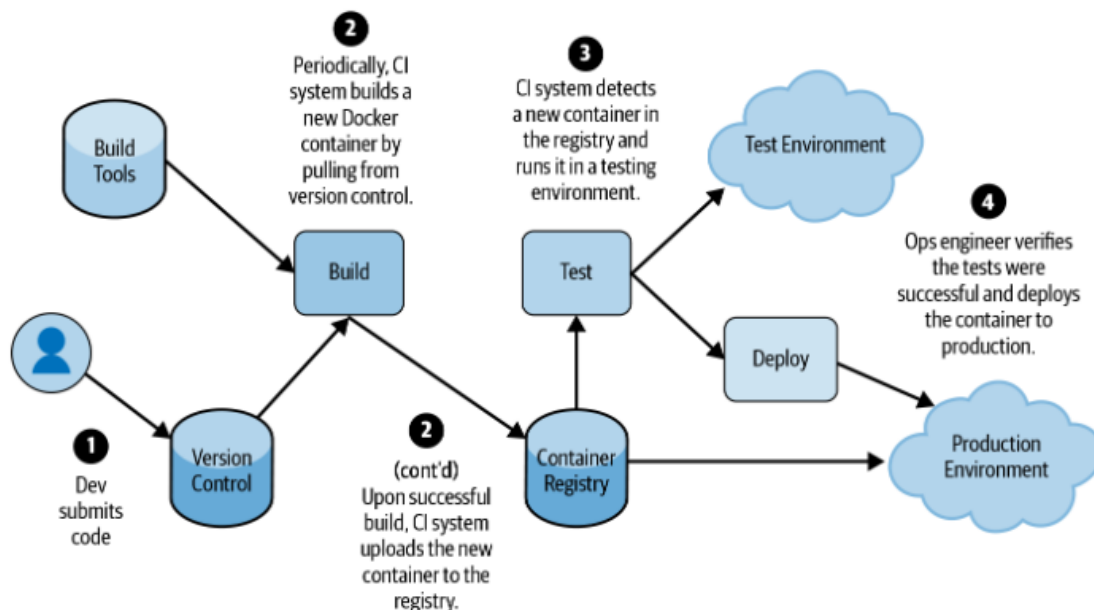 2
Periodically, CI
system builds a
new Docker
container by
pulling from
version control.
3
CI system detects
a new container in
the registry and
runs it in a testing
environment.
Test Environment
Build
Tools
4
Ops engineer verifies
the tests were
successful and deploys
the container to
production.
Build
Test
Deploy
1
Dev
submits
code
Version
Control
2
(cont'd)
Upon successful
build, CI system
uploads the new
container to the
registry.
Container
Registry
Production
Environment